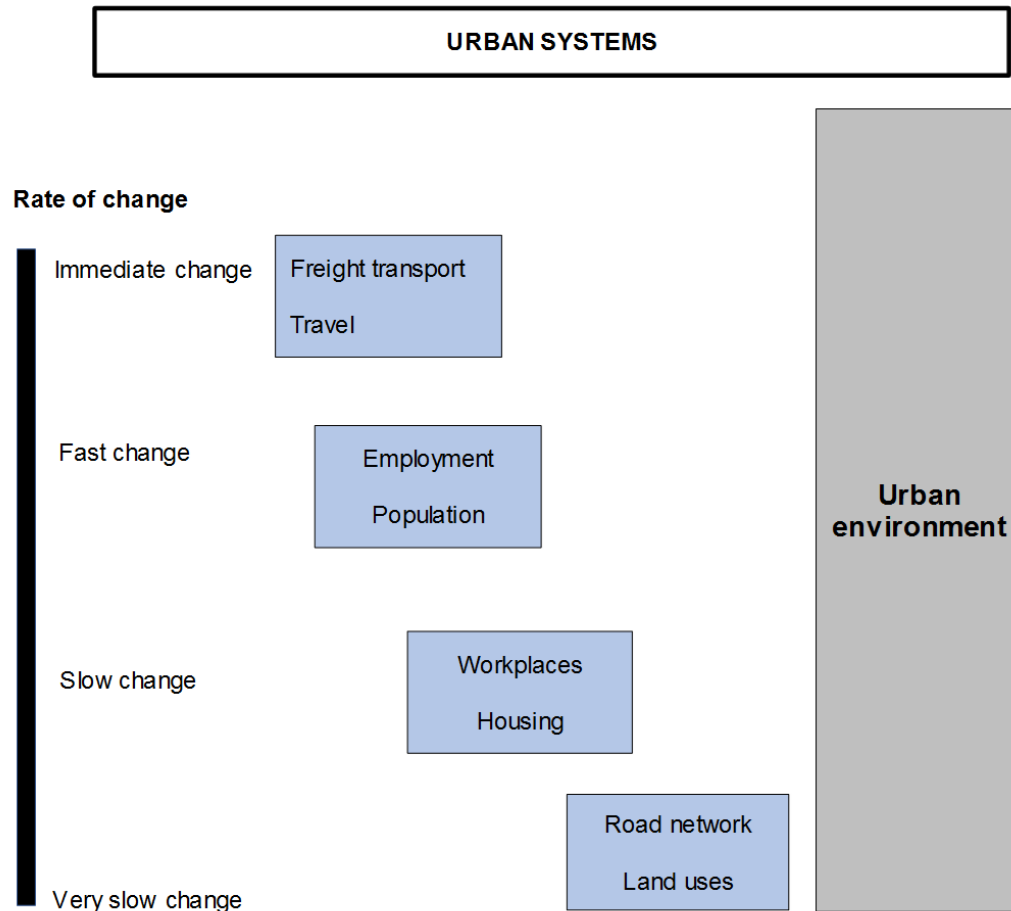 URBAN SYSTEMS
Rate of change
Immediate change
Freight transport
Travel
Fast change
Employment
Population
Urban
environment
Slow change
Workplaces
Housing
Road network
Land uses
Very slow change